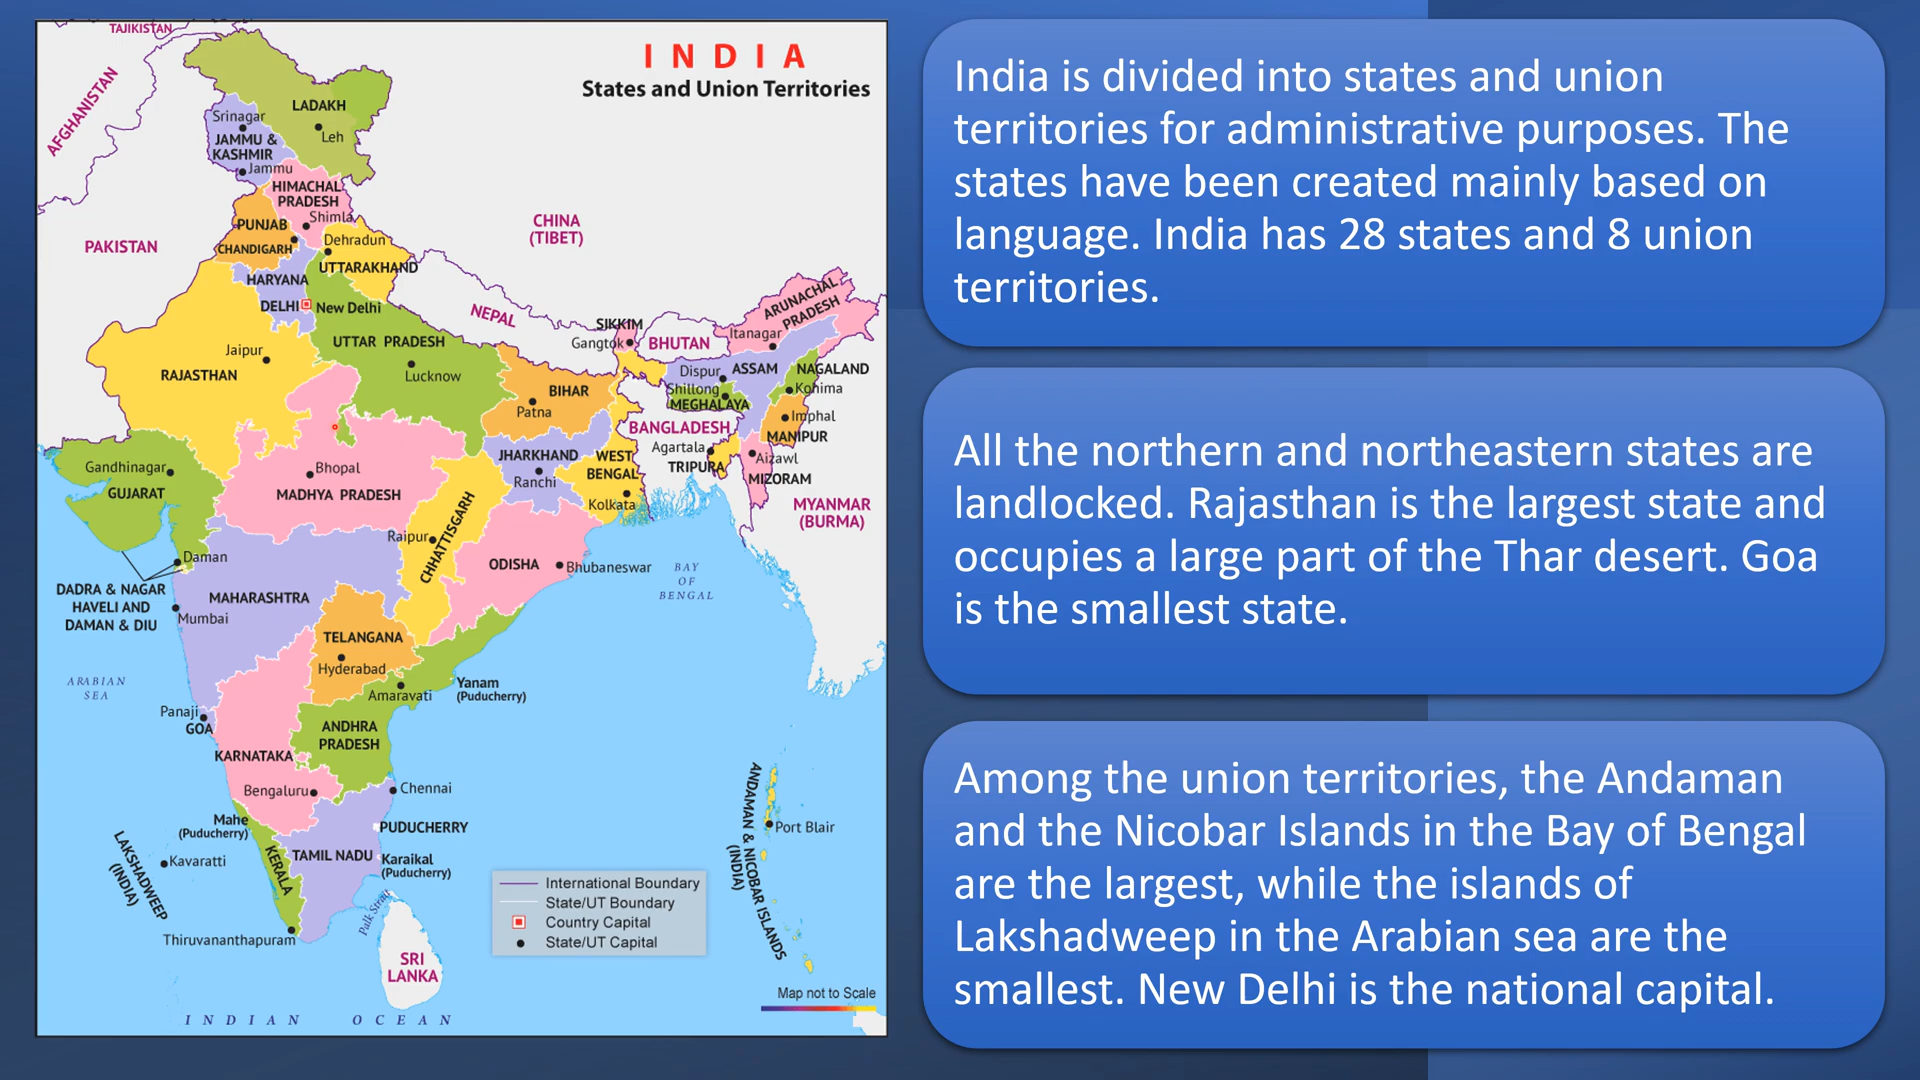 TAJIKISTAN
INDIA
States and Union Territories
AFGHANISTAN
LADAKH
Leh
Srinagar
JAMMU &
KASHMIR
Jammu
HIMACHAL
PRADESH
Shimla
PUNJAB
CHANDIGARH
Dehradun
UTTARAKHAND
CHINA
(TIBET)
PAKISTAN
HARYANA
DELHI
New Delhi
NEPAL
UTTAR PRADESH
Lucknow
Jaipur
RAJASTHAN
SIKKIM
Gangtok
BHUTAN
ARUNACHAL
PRADESH
Itanagar
Dispur
ASSAM
NAGALAND
Kohima
Shillong
MEGHALAYA
Imphal
MANIPUR
BIHAR
Patna
BANGLADESH
Agartala
TRIPURA
Aizawl
MIZORAM
MYANMAR
(BURMA)
Gandhinagar
GUJARAT
Bhopal
MADHYA PRADESH
JHARKHAND
Ranchi
WEST
BENGAL
Kolkata
Raipur
CHHATTISGARH
ODISHA
Bhubaneswar
BAY
OF
BENGAL
Daman
DADRA & NAGAR
HAVELI AND
DAMAN & DIU
MAHARASHTRA
Mumbai
TELANGANA
Hyderabad
Amaravati
Yanam
(Puducherry)
ARABIAN
SEA
Panaji
GOA
ANDHRA
PRADESH
KARNATAKA
Bengaluru
Chennai
Mahe
(Puducherry)
PUDUCHERRY
TAMIL NADU
Karaikal
(Puducherry)
KERALA
LAKSHADWEEP
(INDIA)
Kavaratti
Thiruvananthapuram
Palk Strait
SRI
LANKA
ANDAMAN & NICOBAR ISLANDS
(INDIA)
Port Blair
International Boundary
State/UT Boundary
Country Capital
State/UT Capital
Map not to Scale
INDIAN OCEAN
India is divided into states and union
territories for administrative purposes. The
states have been created mainly based on
language. India has 28 states and 8 union
territories.
All the northern and northeastern states are
landlocked. Rajasthan is the largest state and
occupies a large part of the Thar desert. Goa
is the smallest state.
Among the union territories, the Andaman
and the Nicobar Islands in the Bay of Bengal
are the largest, while the islands of
Lakshadweep in the Arabian sea are the
smallest. New Delhi is the national capital.